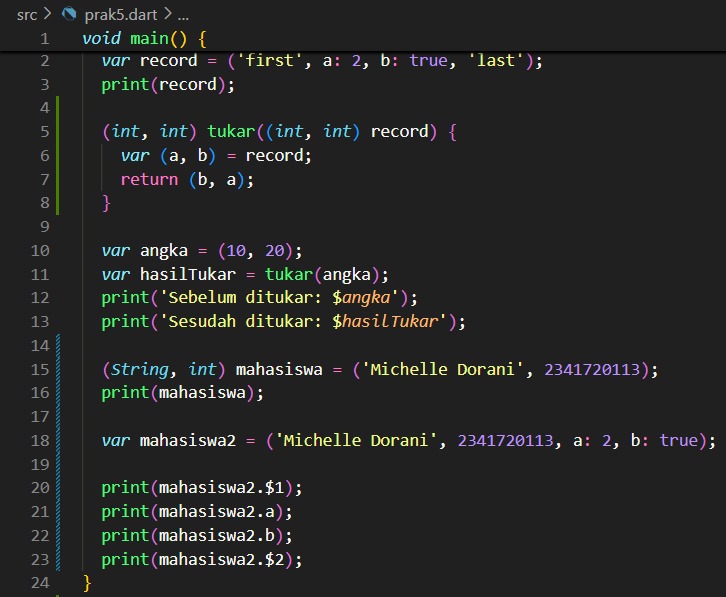 src > prak5.dart > ...
1 void main() {
2 var record = ('first', a: 2, b: true, 'last');
3 print(record);
4
5 (int, int) tukar((int, int) record) {
6 var (a, b) = record;
7 return (b, a);
8 }
9
10 var angka = (10, 20);
11 var hasilTukar = tukar(angka);
12 print('Sebelum ditukar: $angka');
13 print('Sesudah ditukar: $hasilTukar');
14
15 (String, int) mahasiswa = ('Michelle Dorani', 2341720113);
16 print(mahasiswa);
17
18 var mahasiswa2 = ('Michelle Dorani', 2341720113, a: 2, b: true);
19
20 print(mahasiswa2.$1);
21 print(mahasiswa2.a);
22 print(mahasiswa2.b);
23 print(mahasiswa2.$2);
24 }